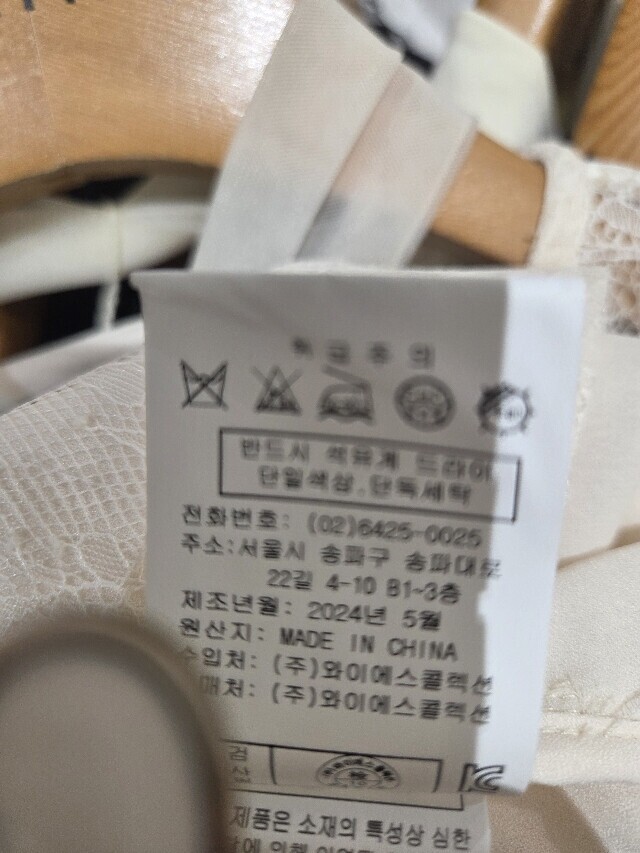 취급주의
반드시 석유계 드라이
단일색상, 단독세탁
전화번호: (02)6425-0025
주소:서울시 송파구 송파대로
22길 4-10 B1~3층
제조년월: 2024년 5월
원산지: MADE IN CHINA
수입처: (주)와이에스콜렉션
매처: (주)와이에스콜렉션
검
제품은 소재의 특성상 심한